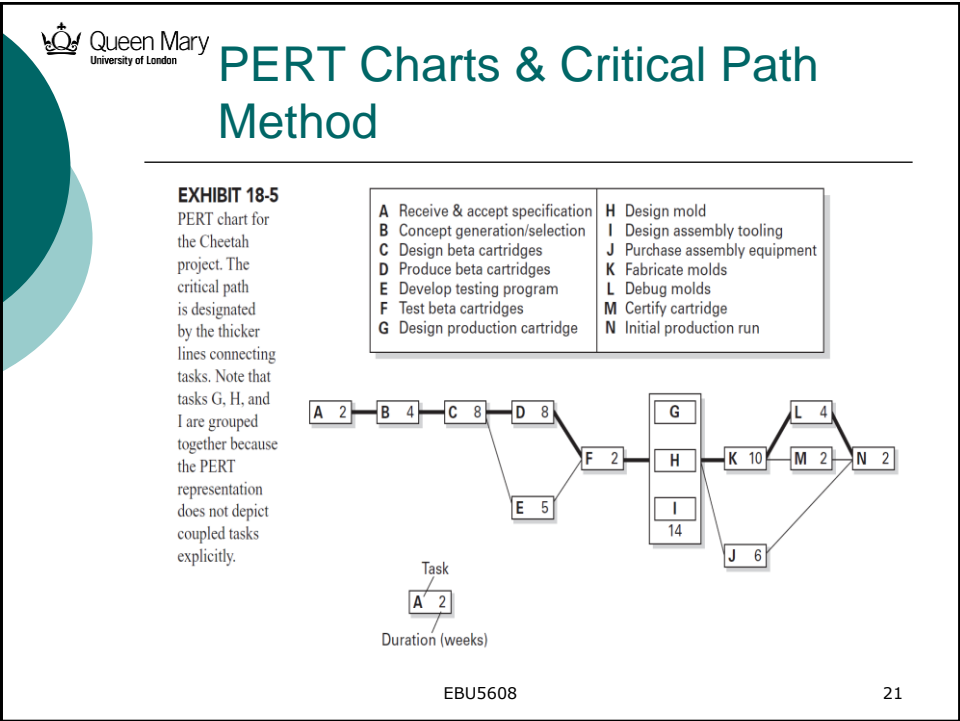 Queen Mary
University of London
PERT Charts & Critical Path
Method
EXHIBIT 18-5
PERT chart for
the Cheetah
project. The
critical path
is designated
by the thicker
lines connecting
tasks. Note that
tasks G, H, and
I are grouped
together because
the PERT
representation
does not depict
coupled tasks
explicitly.
A Receive & accept specification
B Concept generation/selection
C Design beta cartridges
D Produce beta cartridges
E Develop testing program
F Test beta cartridges
G Design production cartridge
H Design mold
I Design assembly tooling
J Purchase assembly equipment
K Fabricate molds
L Debug molds
M Certify cartridge
N Initial production run
A 2
B 4
C 8
D 8
E 5
F 2
G
H
I
14
K 10
L 4
M 2
N 2
J 6
Task
A 2
Duration (weeks)
EBU5608
21